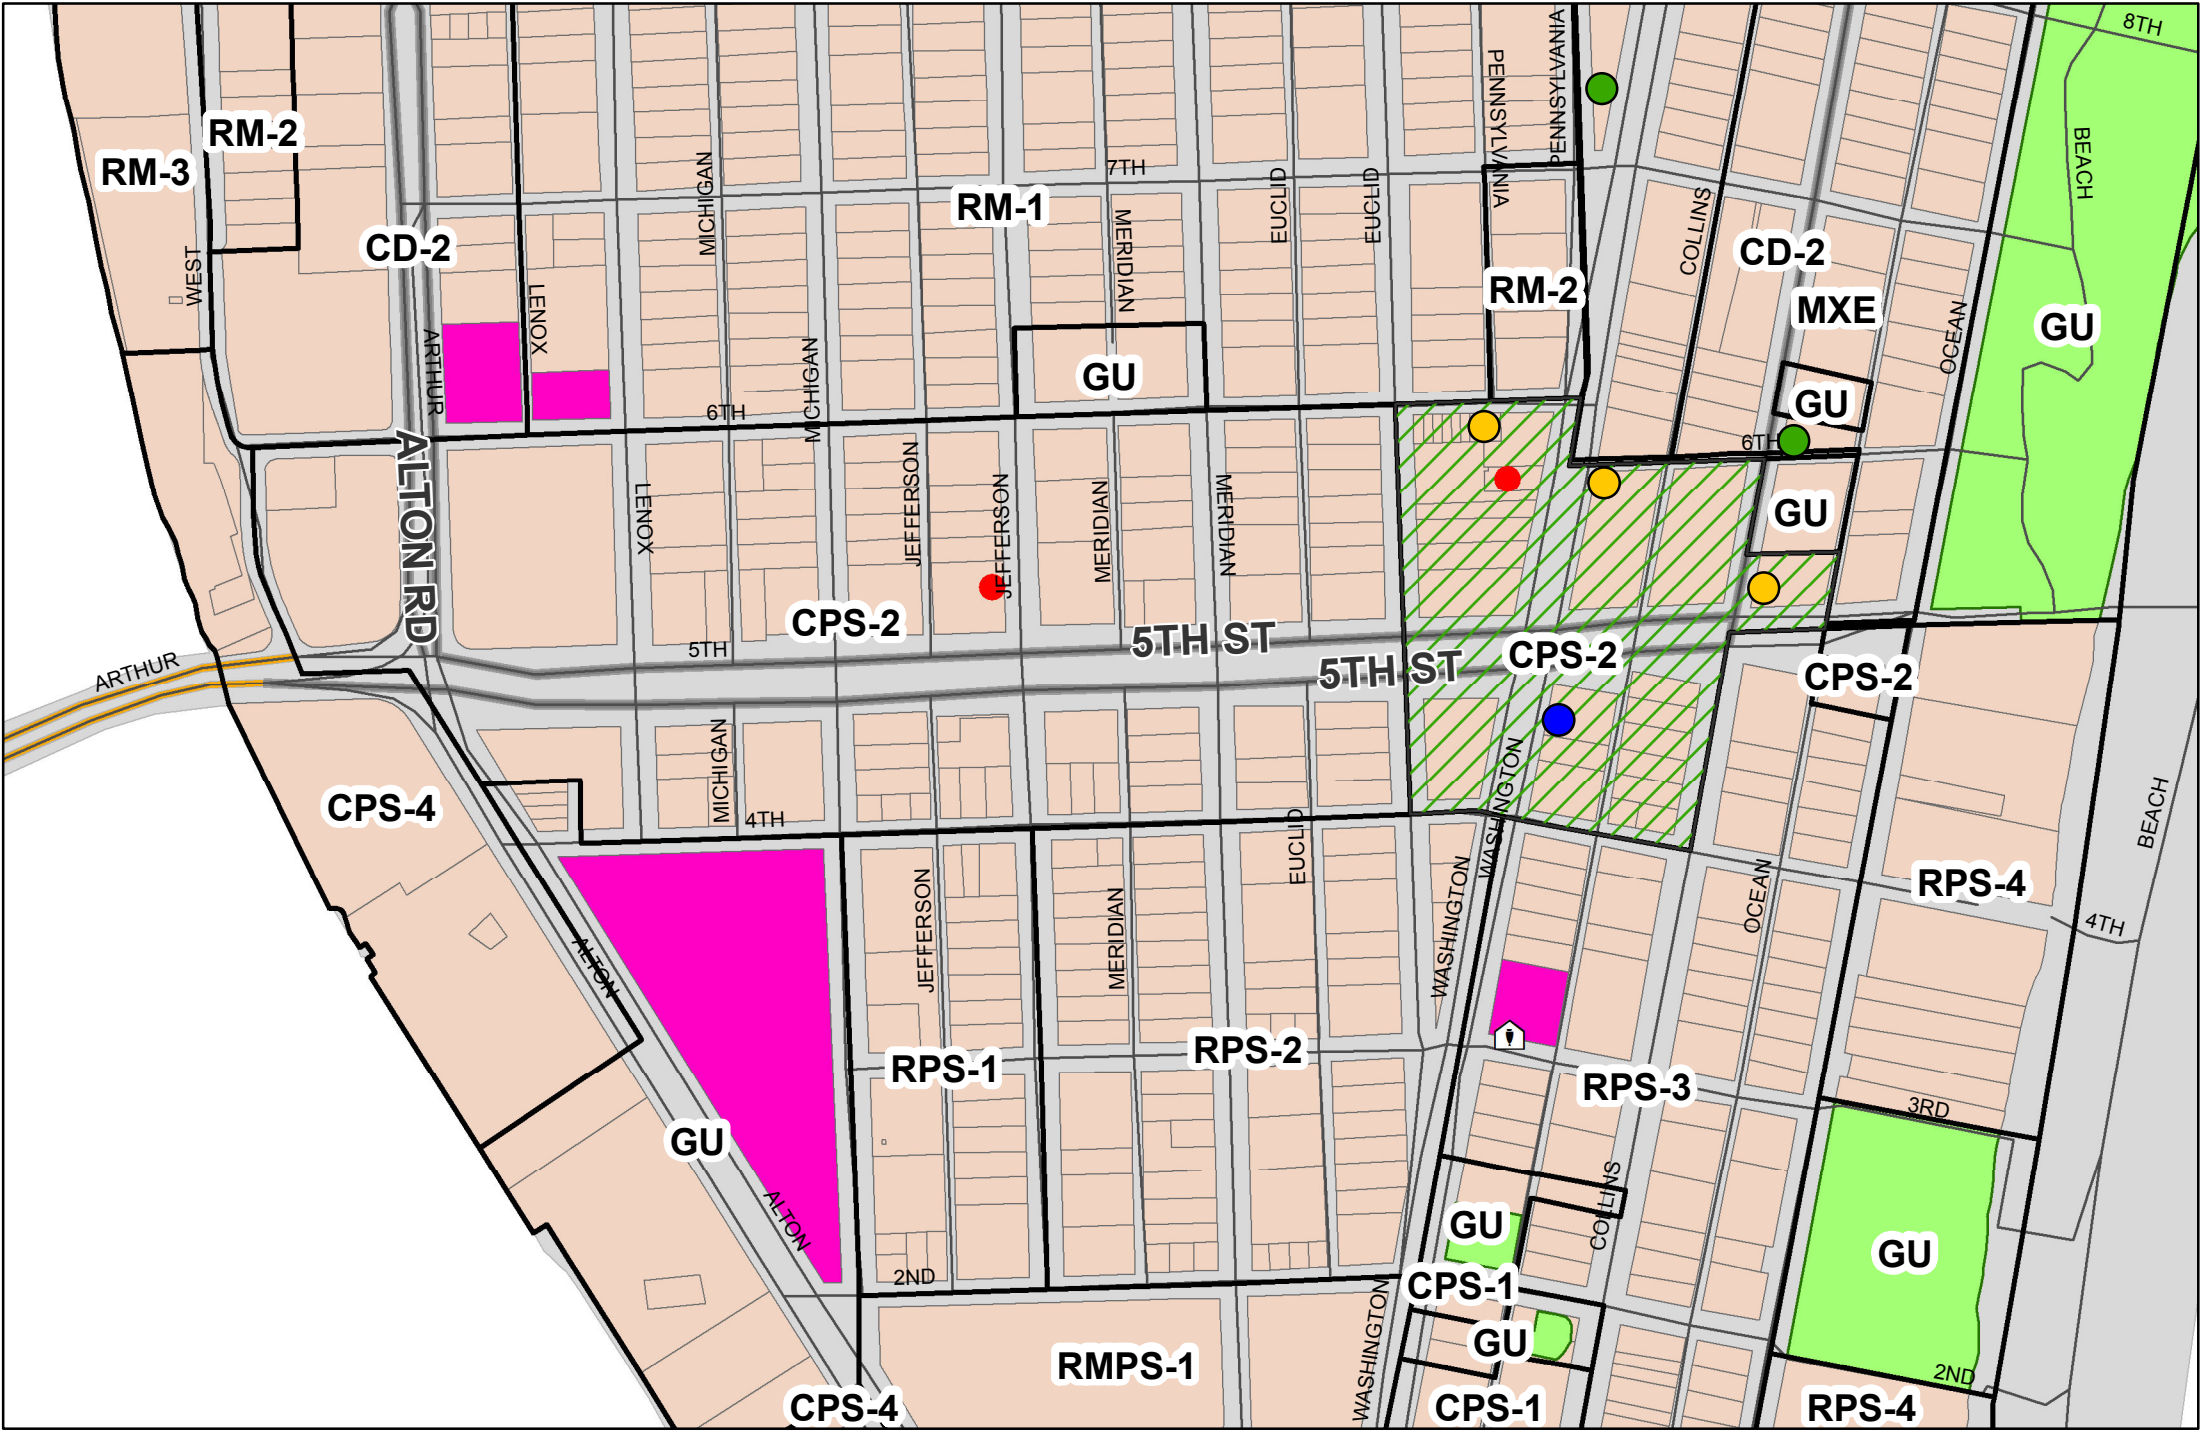 8TH
PENNSYLVANIA
PENNSYLVANIA
RM-2
RM-3
BEACH
7TH
MICHIGAN
RM-1
EUCLID
EUCLID
MERIDIAN
COLLINS
CD-2
CD-2
WEST
RM-2
MXE
OCEAN
GU
LENOX
ARTHUR
MICHIGAN
GU
GU
6TH
6TH
ALTON RD
JEFFERSON
JEFFERSON
LENOX
MERIDIAN
MERIDIAN
GU
CPS-2
5TH
5TH ST
5TH ST
CPS-2
CPS-2
ARTHUR
MICHIGAN
WASHINGTON
CPS-4
4TH
EUCLID
BEACH
WASHINGTON
OCEAN
RPS-4
JEFFERSON
MERIDIAN
4TH
ALTON
RPS-1
RPS-2
RPS-3
3RD
GU
ALTON
COLLINS
GU
GU
2ND
CPS-1
WASHINGTON
GU
RMPS-1
2ND
CPS-4
CPS-1
RPS-4